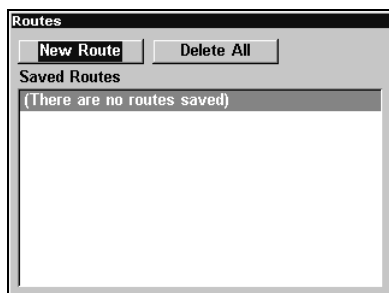 Routes
New Route Delete All
Saved Routes
(There are no routes saved)